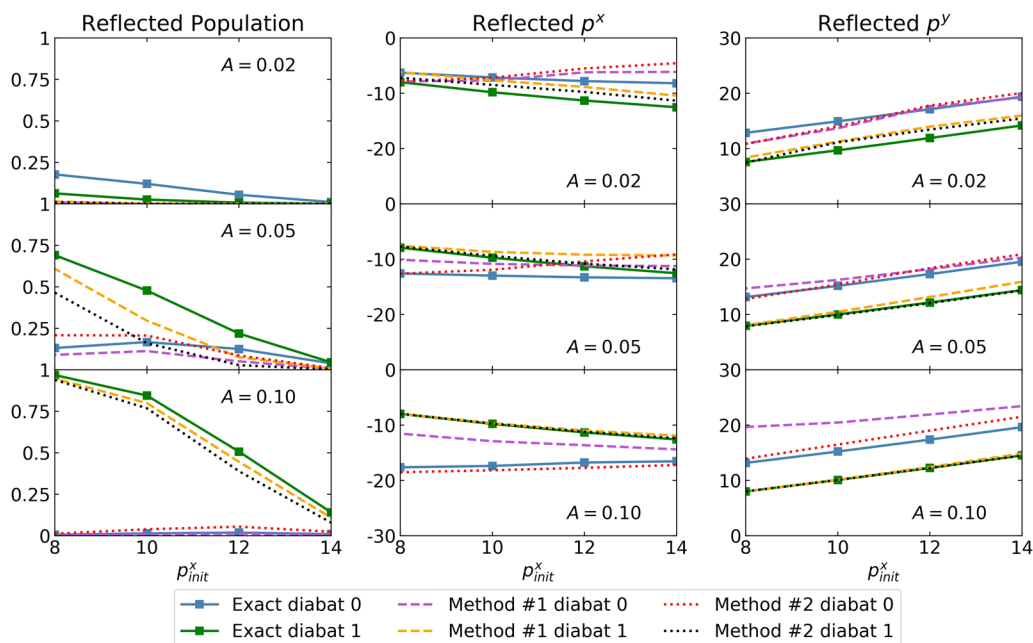 Reflected Population
Reflected p^x
Reflected p^y
1
0.75
0.5
0.25
1
A = 0.02
0
-10
-20
0
A = 0.02
30
20
10
30
A = 0.02
0.75
0.5
0.25
1
A = 0.05
-10
-20
0
A = 0.05
20
10
30
A = 0.05
0.75
0.5
0.25
0
A = 0.10
-10
-20
-30
A = 0.10
20
10
0
A = 0.10
8 10 12 14
8 10 12 14
8 10 12 14
p^x_init
p^x_init
p^x_init
Exact diabat 0
Method #1 diabat 0
Method #2 diabat 0
Exact diabat 1
Method #1 diabat 1
Method #2 diabat 1